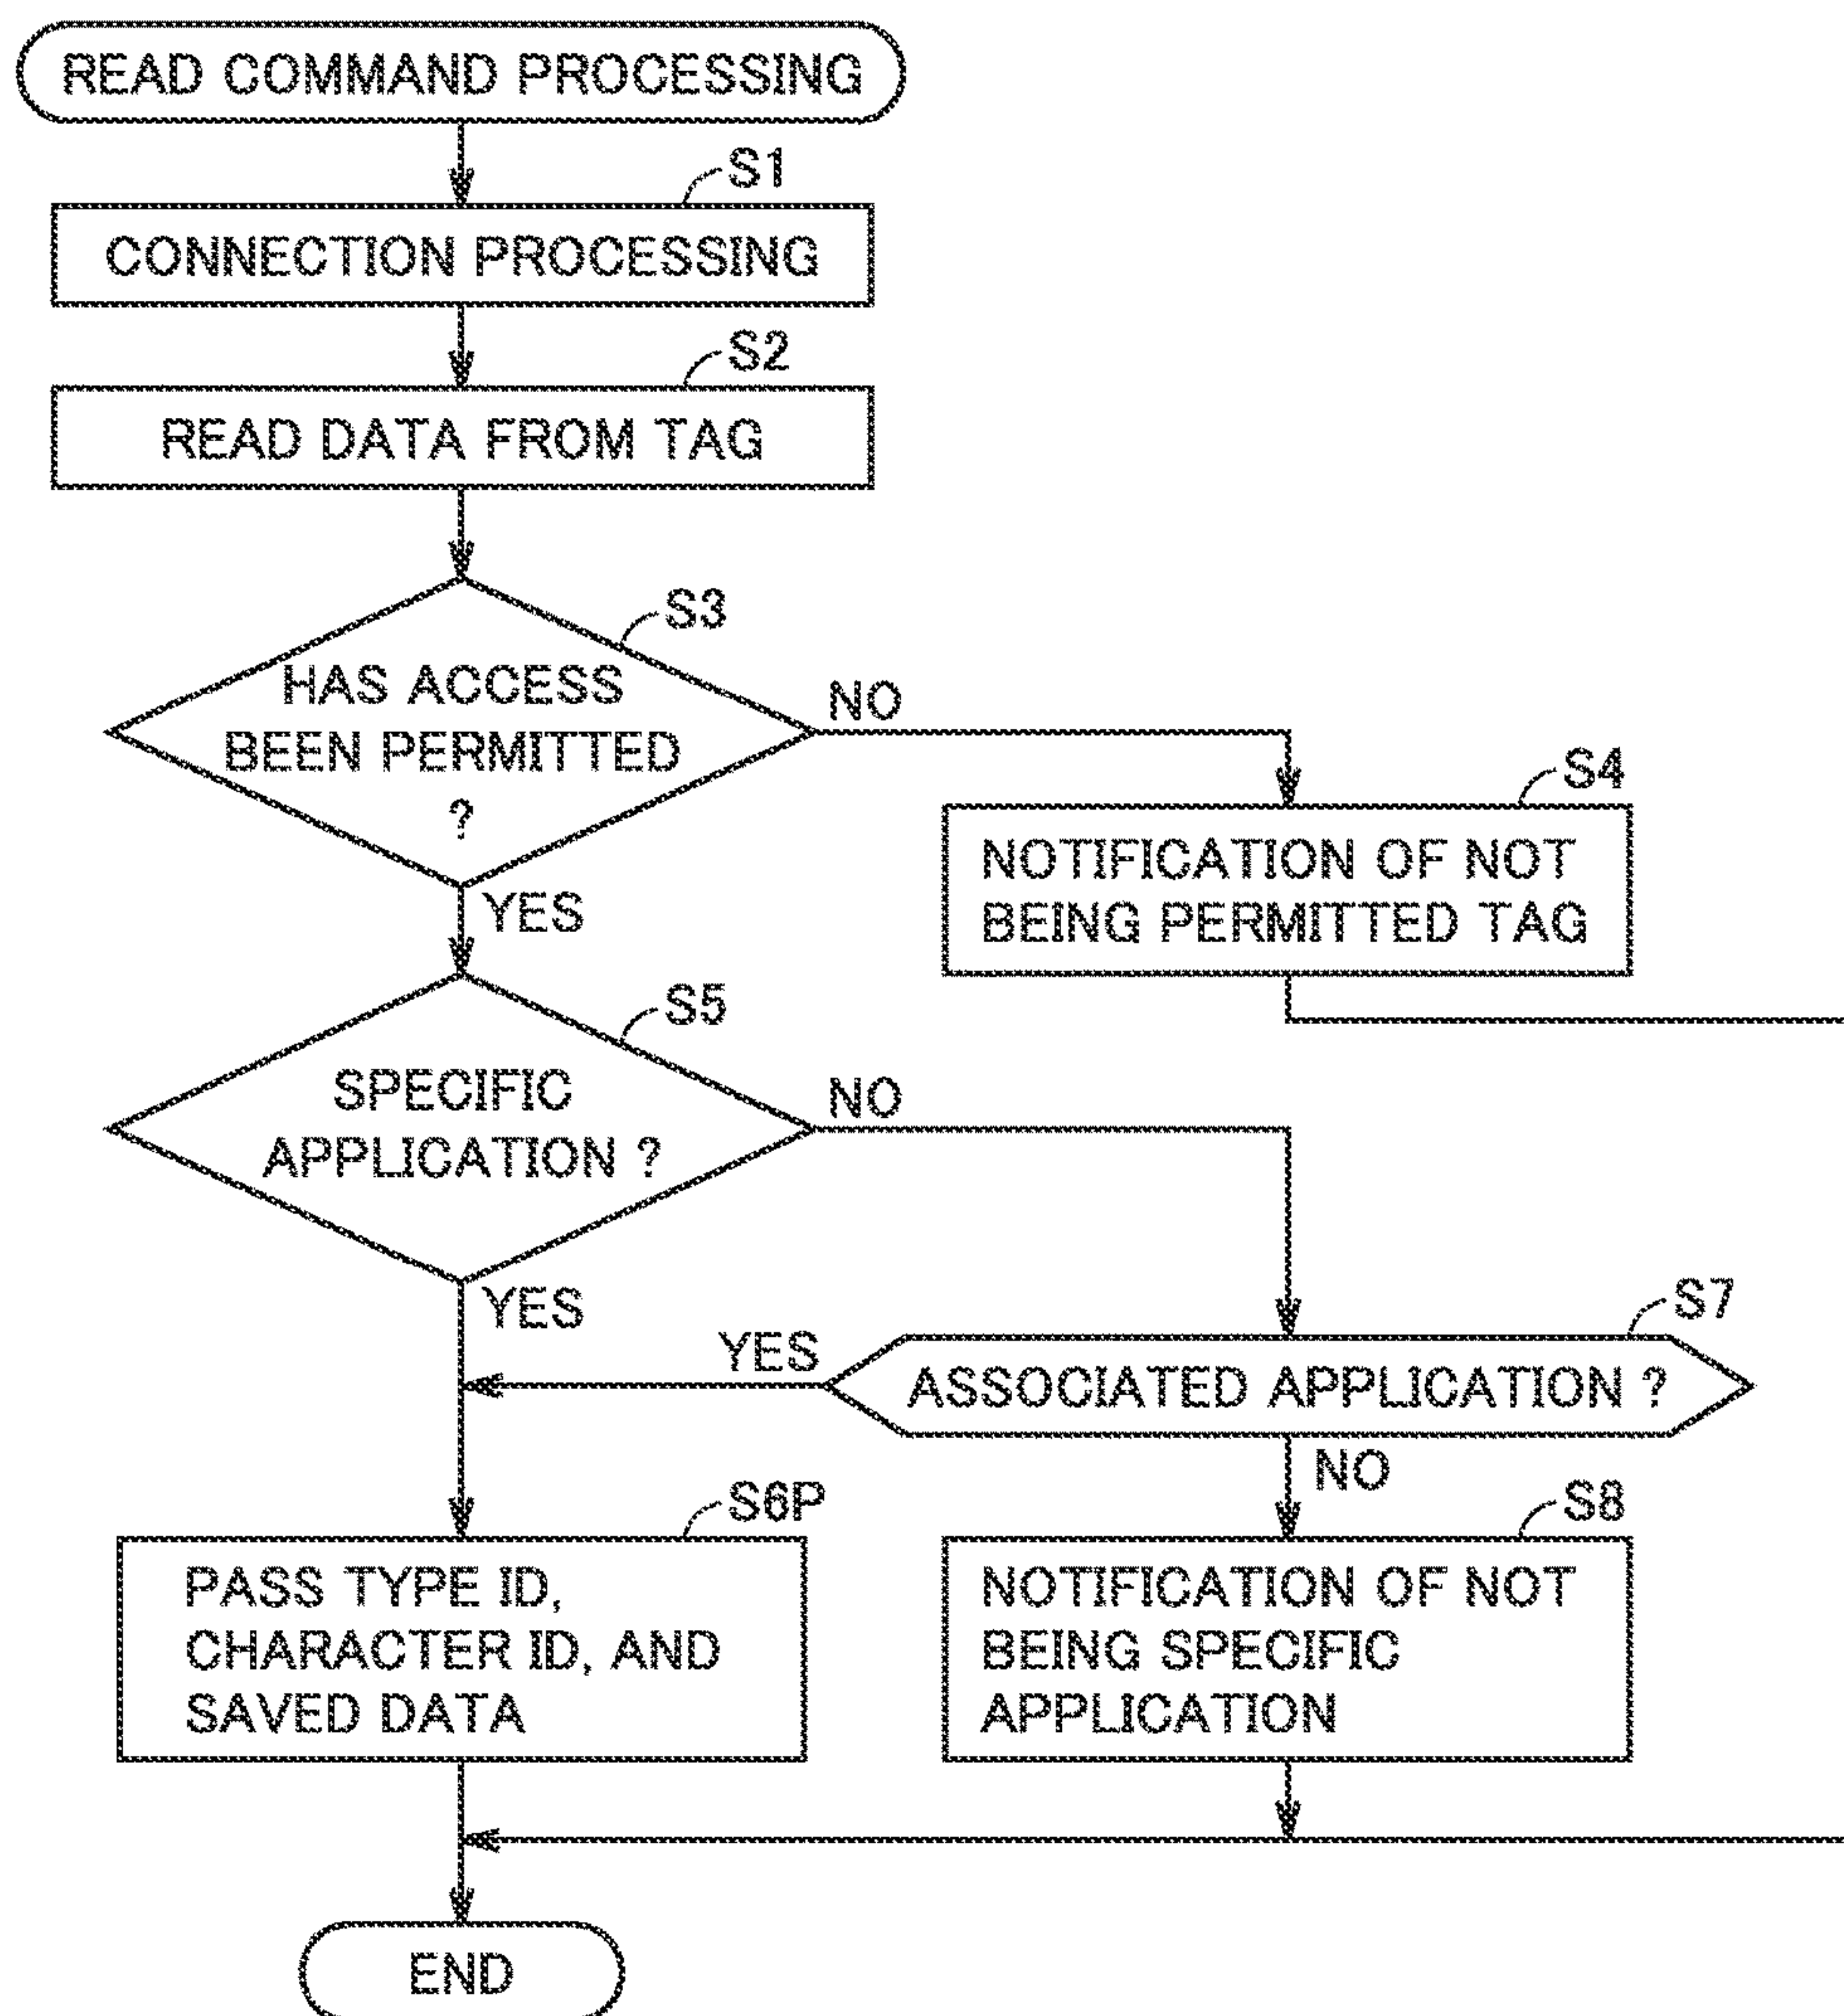 READ COMMAND PROCESSING
S1
CONNECTION PROCESSING
S2
READ DATA FROM TAG
S3
HAS ACCESS
BEEN PERMITTED
?
NO
S4
NOTIFICATION OF NOT
BEING PERMITTED TAG
YES
S5
SPECIFIC
APPLICATION ?
NO
YES
S7
YES
ASSOCIATED APPLICATION ?
NO
S6P
PASS TYPE ID,
CHARACTER ID, AND
SAVED DATA
S8
NOTIFICATION OF NOT
BEING SPECIFIC
APPLICATION
END